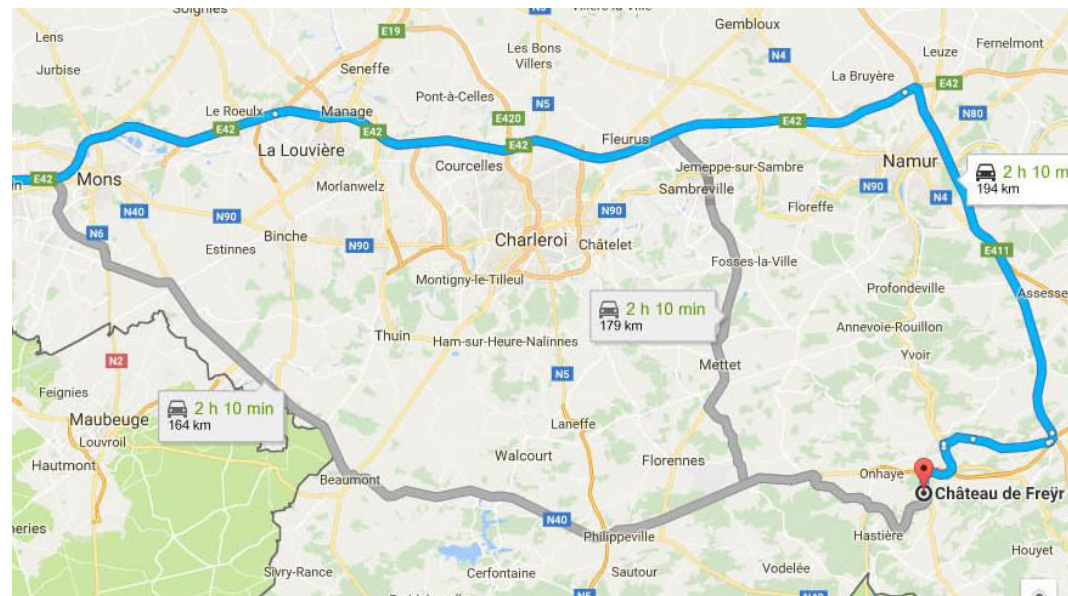 Soignies
Gembloux
Lens
E19
Les Bons
Villers
N4
Leuze
Fernelmont
Jurbise
Seneffe
La Bruyère
E42
Pont-à-Celles
N5
Le Roeulx
Manage
E42
E42
E420
E42
Fleurus
E42
N80
La Louvière
Courcelles
Jemeppe-sur-Sambre
Namur
E42
Mons
Morlanwelz
Sambreville
N90
2 h 10 m
194 km
N40
N90
N90
Floreffe
N4
N6
Binche
N90
Charleroi
Châtelet
Estinnes
E411
Montigny-le-Tilleul
Fosses-la-Ville
Profondeville
Assesse
2 h 10 min
179 km
Thuin
Ham-sur-Heure-Nalinnes
Annevoie-Rouillon
N2
Yvoir
Mettet
N5
Feignies
2 h 10 min
164 km
Maubeuge
Louvroil
Laneffe
Hautmont
Walcourt
Florennes
Onhaye
Beaumont
Château de Freÿr
N40
Philippeville
Hastière
Houyet
Sivry-Rance
Cerfontaine
Sautour
Vodelée
N5
N40